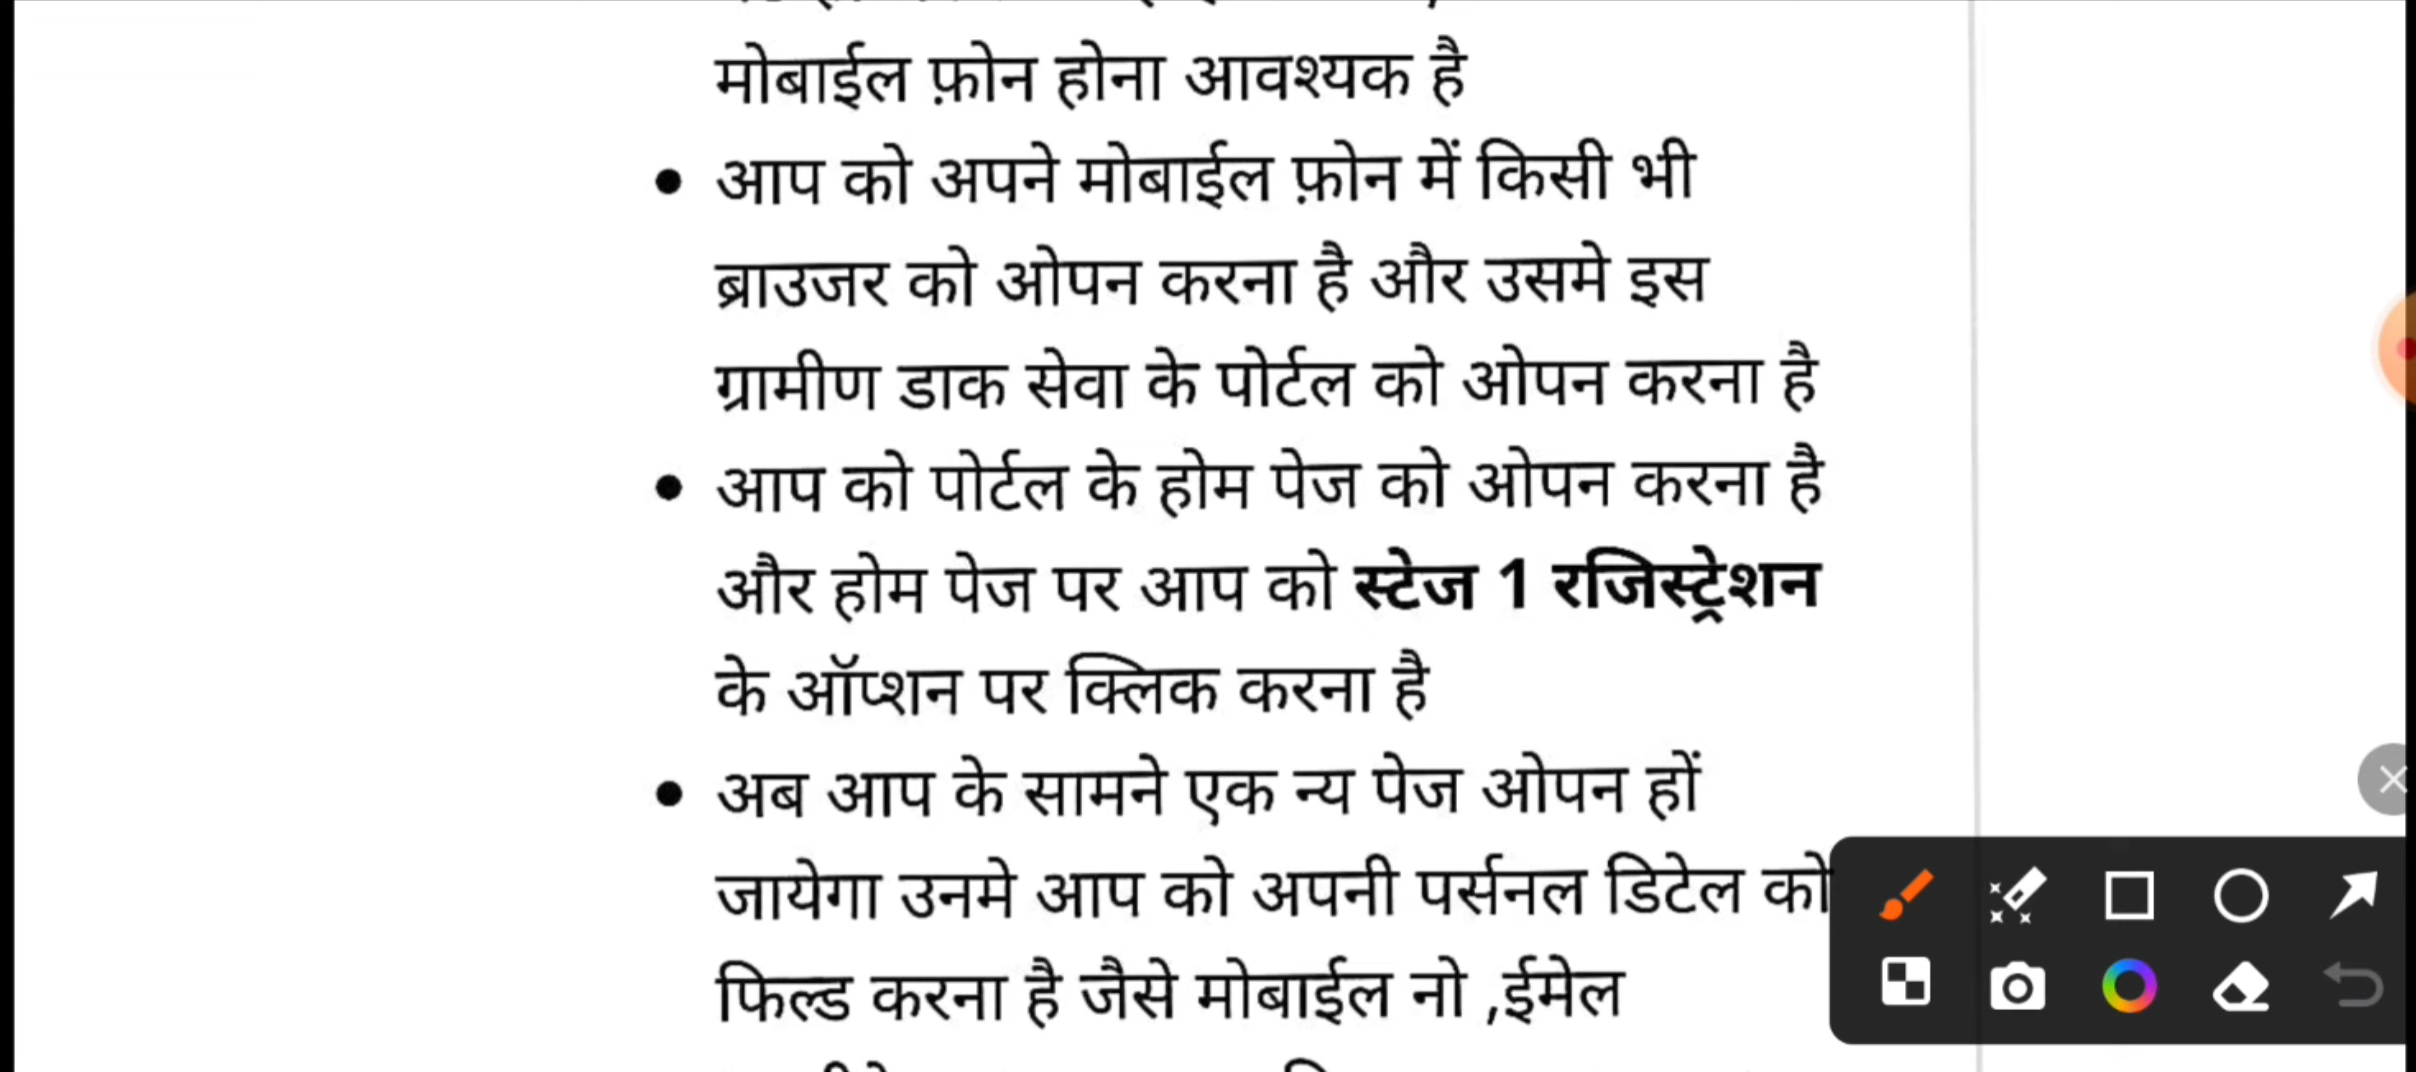 मोबाईल फ़ोन होना आवश्यक है
• आप को अपने मोबाईल फ़ोन में किसी भी
ब्राउजर को ओपन करना है और उसमे इस
ग्रामीण डाक सेवा के पोर्टल को ओपन करना है
• आप को पोर्टल के होम पेज को ओपन करना है
और होम पेज पर आप को स्टेज 1 रजिस्ट्रेशन
के ऑप्शन पर क्लिक करना है
• अब आप के सामने एक न्य पेज ओपन हों
जायेगा उनमे आप को अपनी पर्सनल डिटेल को
फिल्ड करना है जैसे मोबाईल नो ,ईमेल